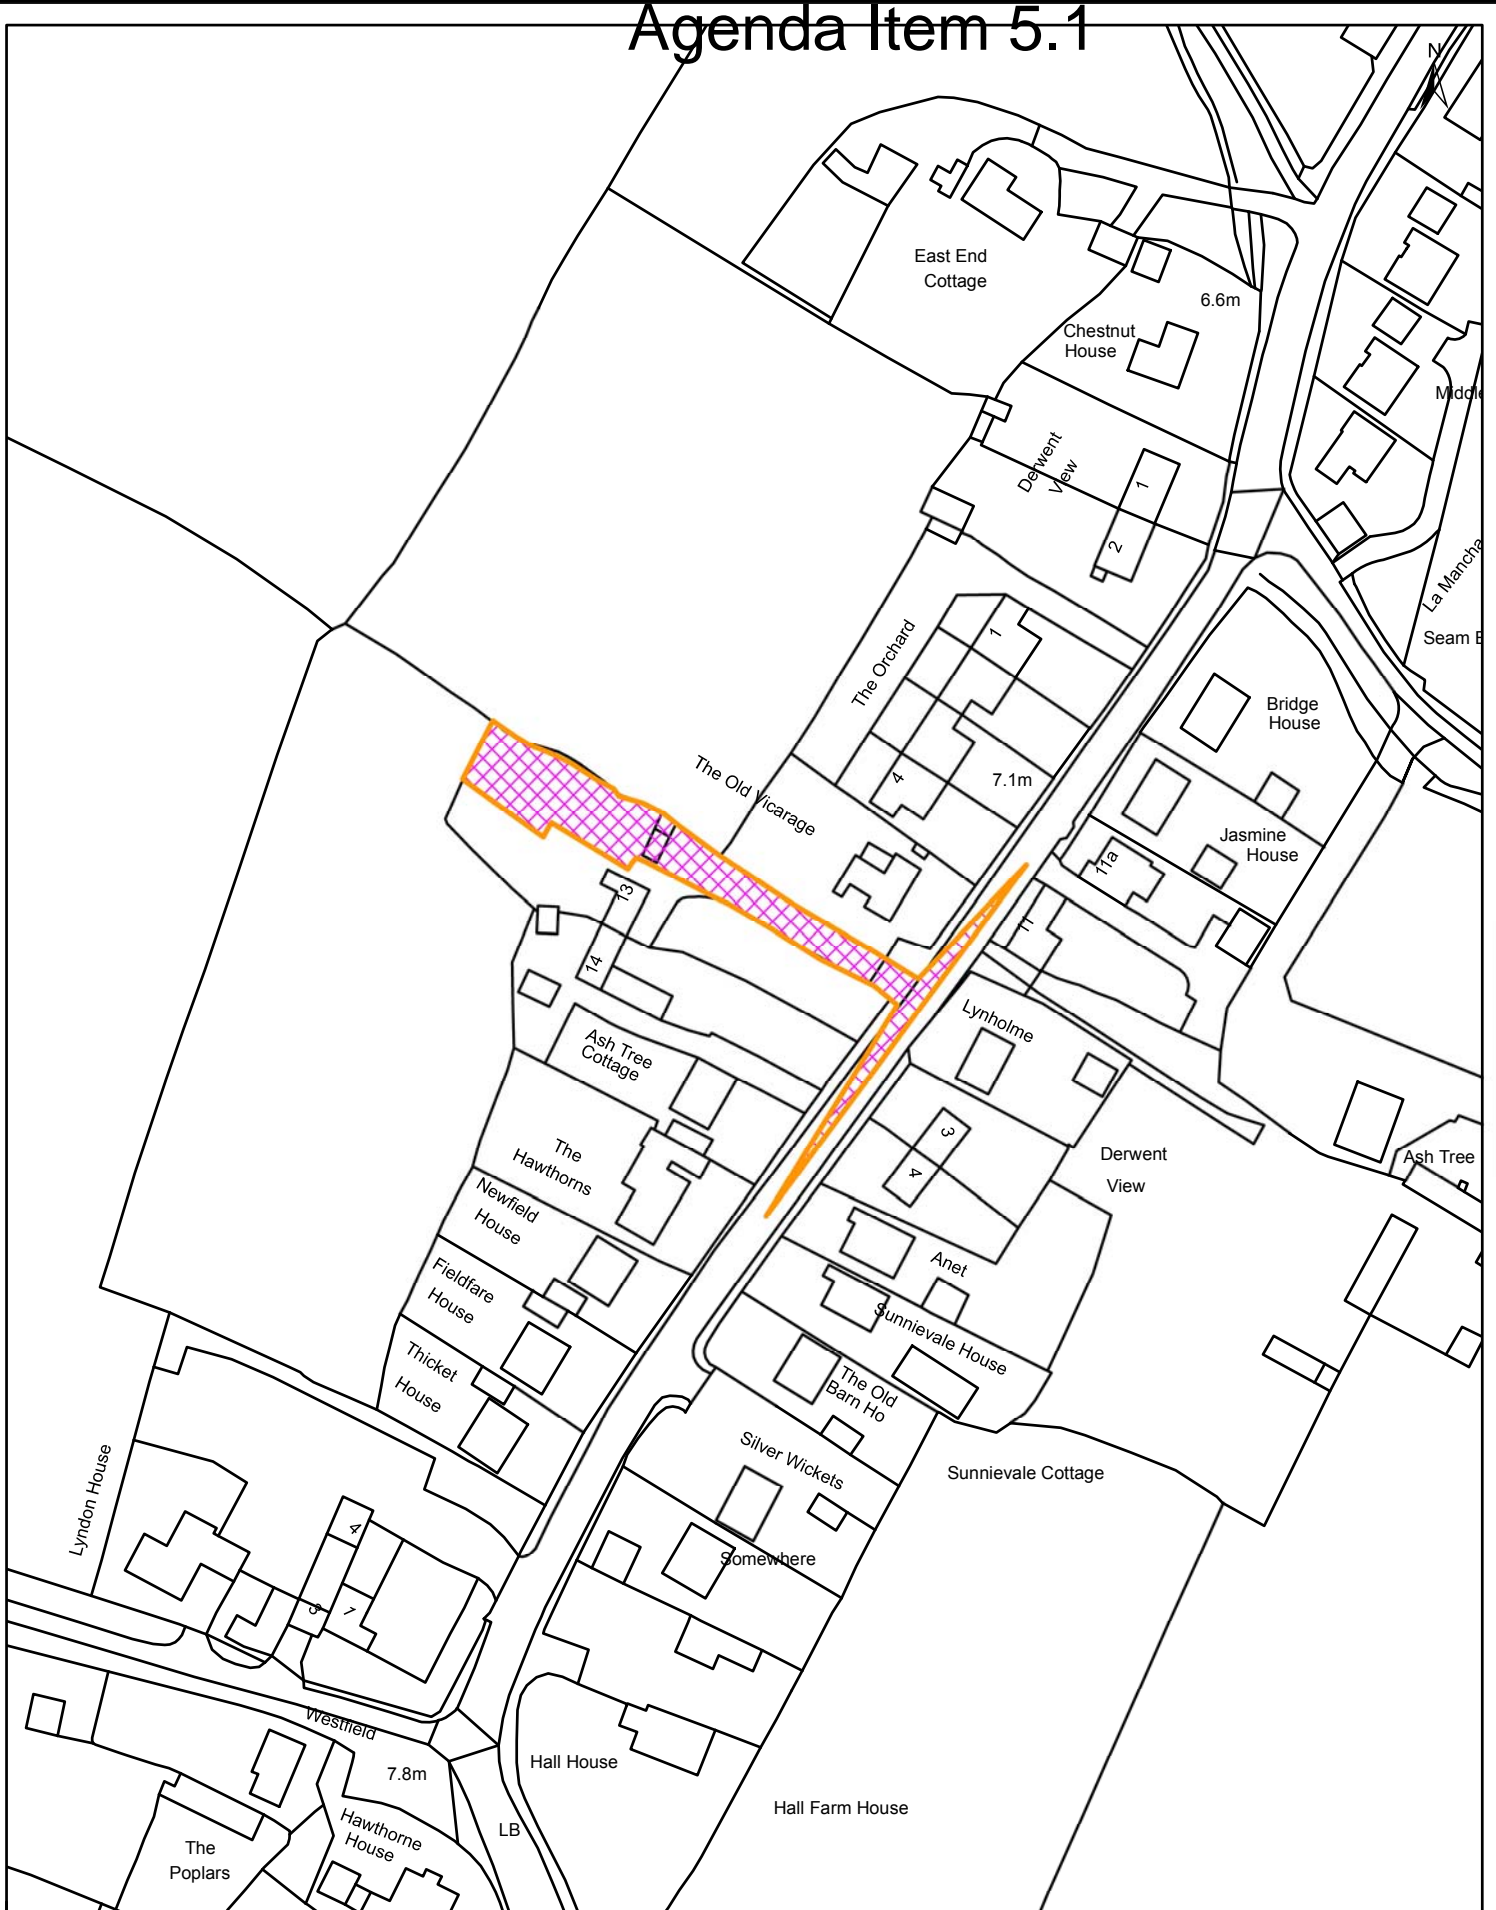 Agenda Item 5.1
N
East End
Cottage
6.6m
Chestnut
House
Middle
Derwent
View
1
2
La Mancha
Seam E
The Orchard
1
4
7.1m
Bridge
House
The Old Vicarage
Jasmine
House
11a
11
13
14
Lynholme
Ash Tree
Cottage
3
4
Derwent
View
Ash Tree
The
Hawthorns
Newfield
House
Anet
Fieldfare
House
Sunnievale House
Thicket
House
The Old
Barn Ho
Silver Wickets
Sunnievale Cottage
Lyndon House
4
Somewhere
1
Westfield
7.8m
Hall House
Hall Farm House
LB
Hawthorne
House
The
Poplars